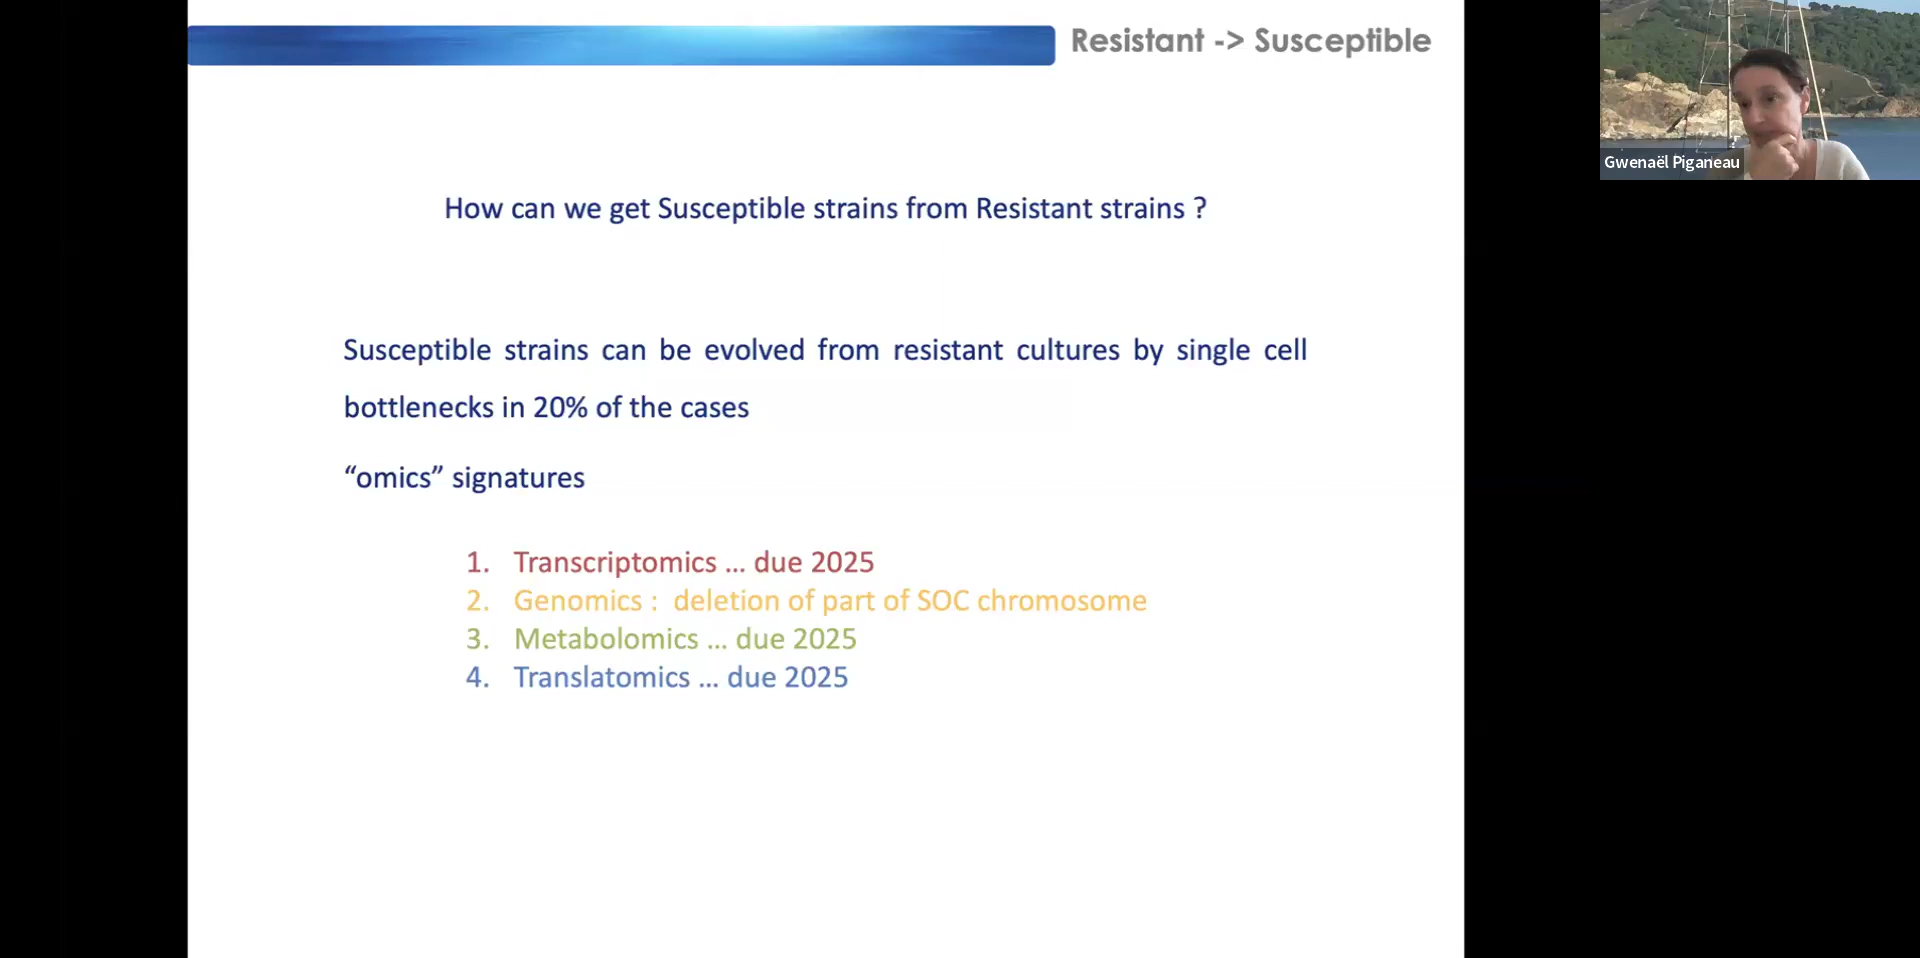 Resistant -> Susceptible
Gwenaël Piganeau
How can we get Susceptible strains from Resistant strains ?
Susceptible strains can be evolved from resistant cultures by single cell
bottlenecks in 20% of the cases
“omics” signatures
1. Transcriptomics ... due 2025
2. Genomics : deletion of part of SOC chromosome
3. Metabolomics ... due 2025
4. Translatomics ... due 2025